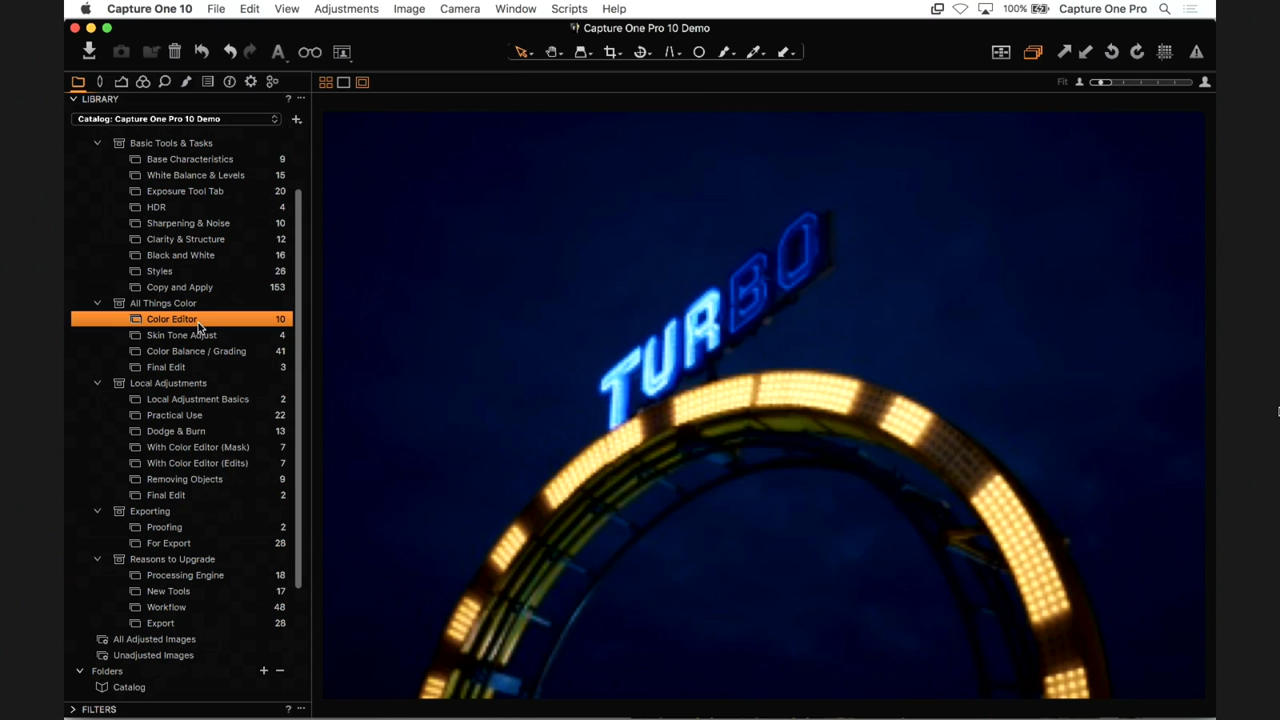 Capture One 10 File Edit View Adjustments Image Camera Window Scripts Help 100% Capture One Pro
Capture One Pro 10 Demo
LIBRARY ?
Fit
Catalog: Capture One Pro 10 Demo
Basic Tools & Tasks
Base Characteristics 9
White Balance & Levels 15
Exposure Tool Tab 20
HDR 4
Sharpening & Noise 10
Clarity & Structure 12
Black and White 16
Styles 26
Copy and Apply 153
All Things Color
Color Editor 10
Skin Tone Adjust 4
Color Balance / Grading 41
Final Edit 3
Local Adjustments
Local Adjustment Basics 2
Practical Use 22
Dodge & Burn 13
With Color Editor (Mask) 7
With Color Editor (Edits) 7
Removing Objects 9
Final Edit 2
Exporting
Proofing 2
For Export 28
Reasons to Upgrade
Processing Engine 18
New Tools 17
Workflow 48
Export 28
All Adjusted Images
Unadjusted Images
Folders
Catalog
FILTERS ?
TURBO